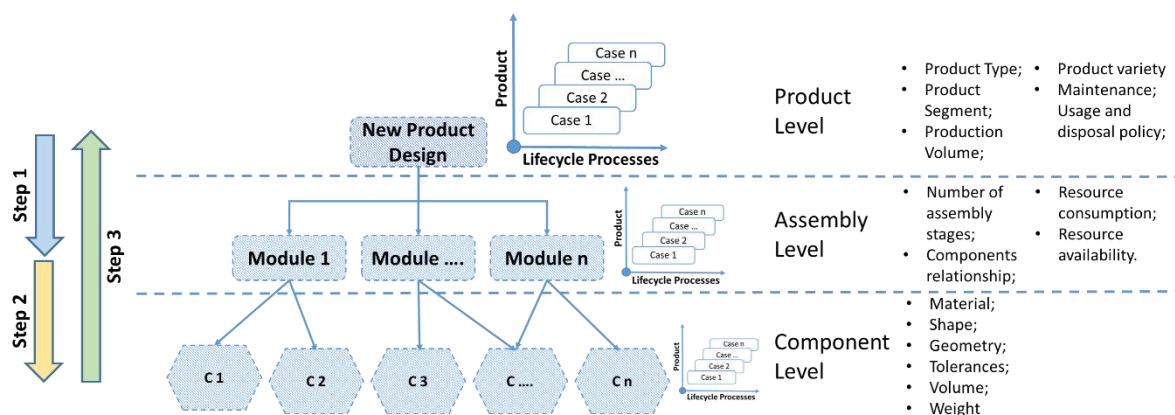 Step 1
Step 2
Step 3
New Product
Design
Product
Case n
Case ...
Case 2
Case 1
Lifecycle Processes
Product
Level
• Product Type;
• Product
Segment;
• Production
Volume;
• Product variety
• Maintenance;
Usage and
disposal policy;
Module 1
Module ....
Module n
Product
Case n
Case ...
Case 2
Case 1
Lifecycle Processes
Assembly
Level
• Number of
assembly
stages;
• Components
relationship;
• Resource
consumption;
• Resource
availability.
C 1
C 2
C 3
C ....
C n
Product
Case n
Case ...
Case 2
Case 1
Lifecycle Processes
Component
Level
• Material;
• Shape;
• Geometry;
• Tolerances;
• Volume;
• Weight